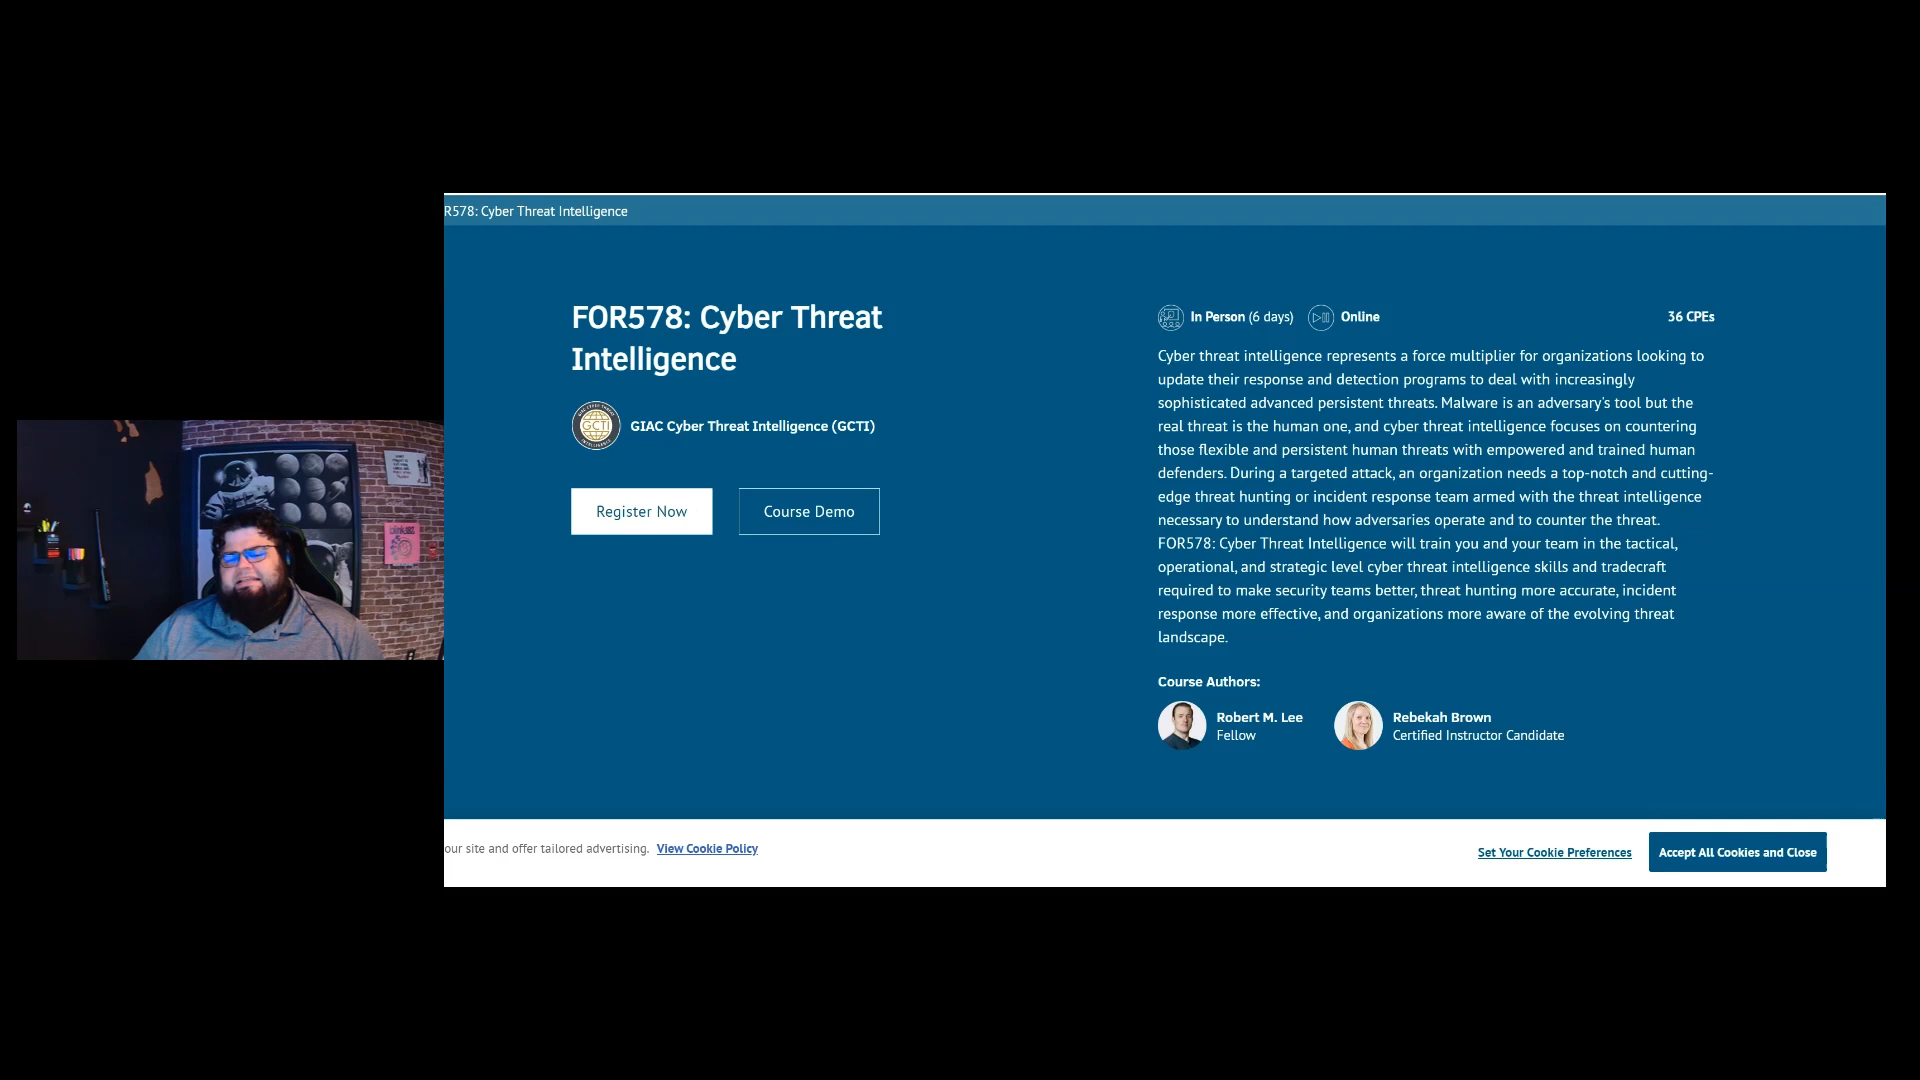 R578: Cyber Threat Intelligence
FOR578: Cyber Threat
Intelligence
GCTI
GIAC Cyber Threat Intelligence (GCTI)
Register Now
Course Demo
In Person (6 days)
Online
36 CPEs
Cyber threat intelligence represents a force multiplier for organizations looking to
update their response and detection programs to deal with increasingly
sophisticated advanced persistent threats. Malware is an adversary's tool but the
real threat is the human one, and cyber threat intelligence focuses on countering
those flexible and persistent human threats with empowered and trained human
defenders. During a targeted attack, an organization needs a top-notch and cutting-
edge threat hunting or incident response team armed with the threat intelligence
necessary to understand how adversaries operate and to counter the threat.
FOR578: Cyber Threat Intelligence will train you and your team in the tactical,
operational, and strategic level cyber threat intelligence skills and tradecraft
required to make security teams better, threat hunting more accurate, incident
response more effective, and organizations more aware of the evolving threat
landscape.
Course Authors:
Robert M. Lee
Fellow
Rebekah Brown
Certified Instructor Candidate
our site and offer tailored advertising. View Cookie Policy
Set Your Cookie Preferences
Accept All Cookies and Close